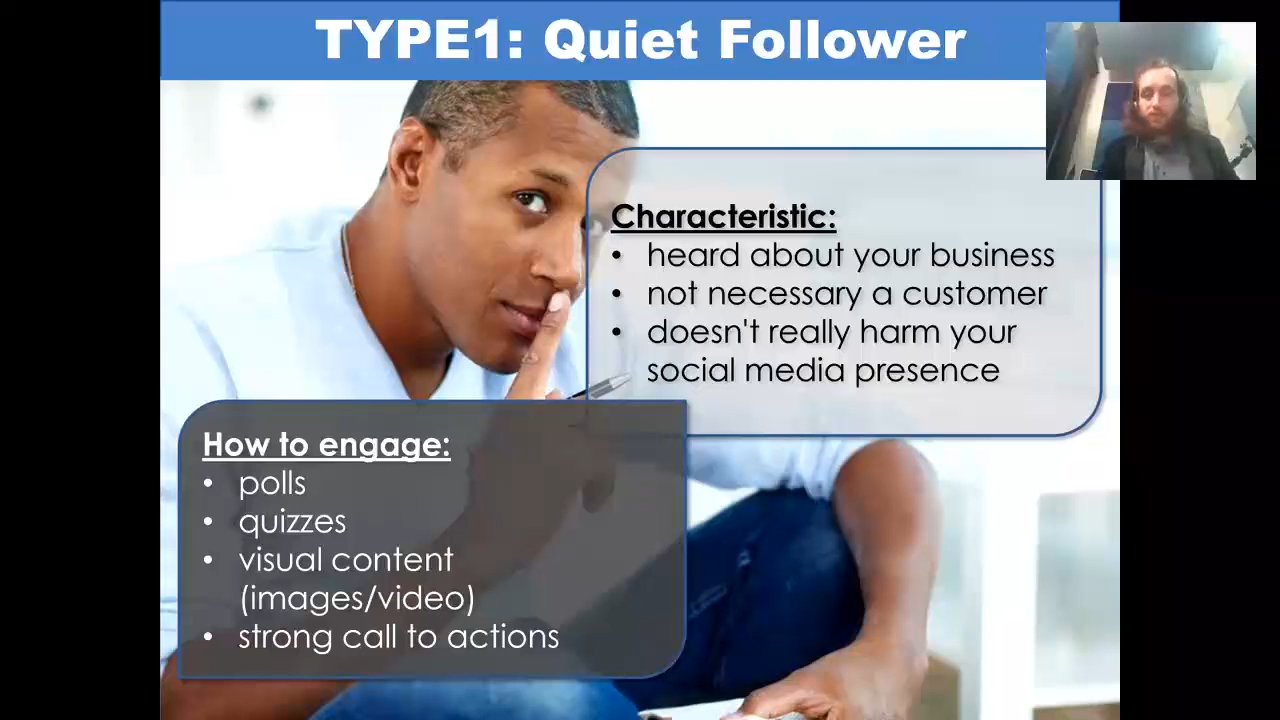 TYPE1: Quiet Follower
Characteristic:
• heard about your business
• not necessary a customer
• doesn't really harm your
social media presence
How to engage:
• polls
• quizzes
• visual content
(images/video)
• strong call to actions